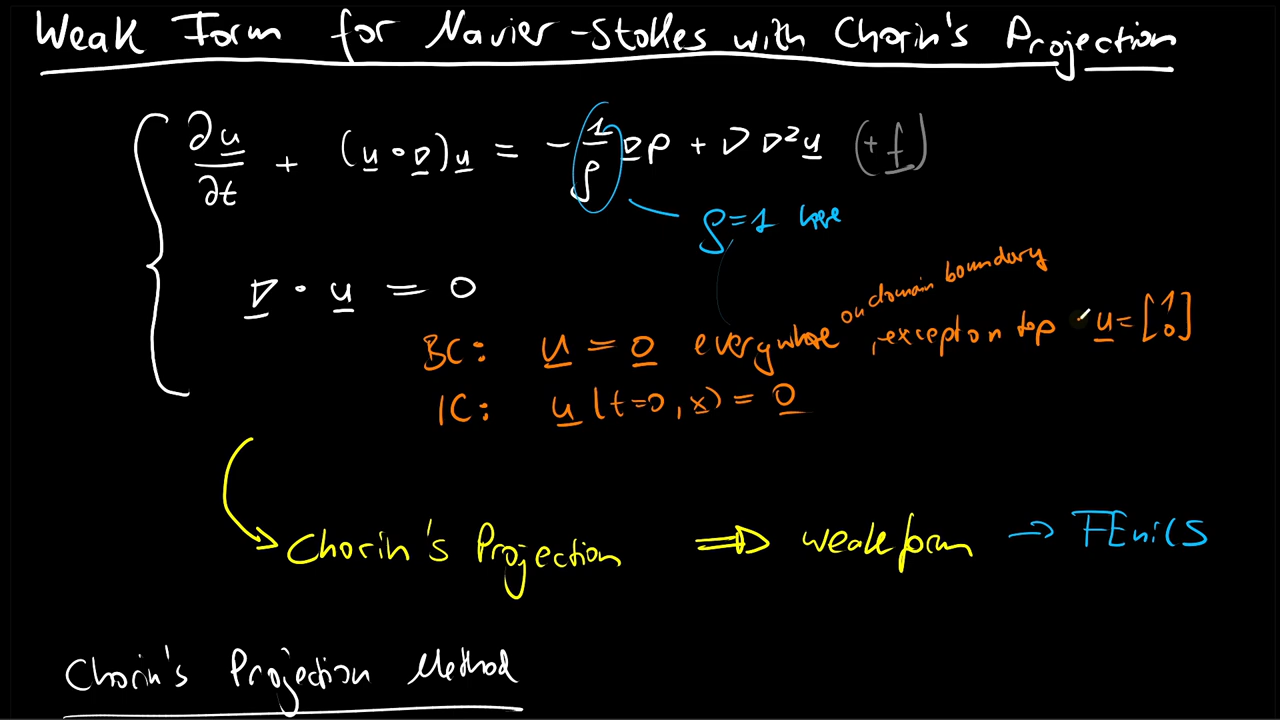 Weak Form for Navier-Stokes with Chorin's Projection
∂u/∂t + (u · ∇)u = - 1/ρ ∇p + ν ∇²u (+ f)
ρ=1 here
∇ · u = 0
BC: u = 0 everywhere on domain boundary, except on top u = [1 0]
IC: u(t=0, x) = 0
Chorin's Projection ⇒ weak form → FEniCS
Chorin's Projection Method